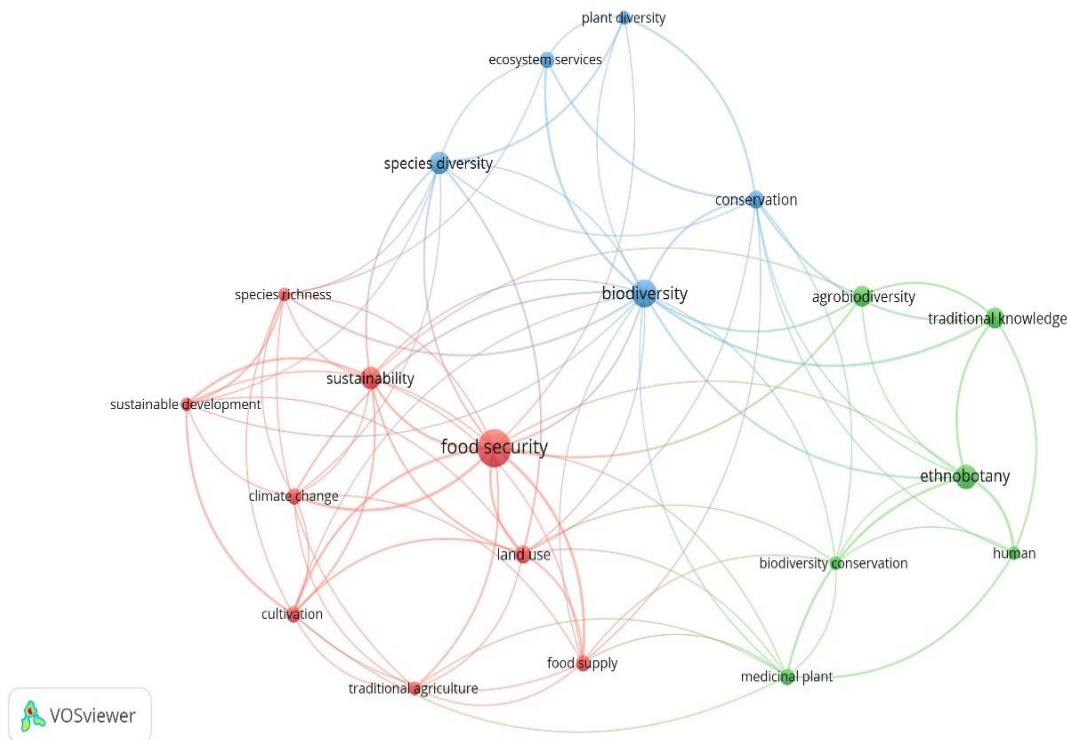 plant diversity
ecosystem services
species diversity
conservation
biodiversity
species richness
agrobiodiversity
traditional knowledge
sustainability
sustainable development
food security
ethnobotany
climate change
land use
biodiversity conservation
human
cultivation
food supply
medicinal plant
traditional agriculture
VOSviewer